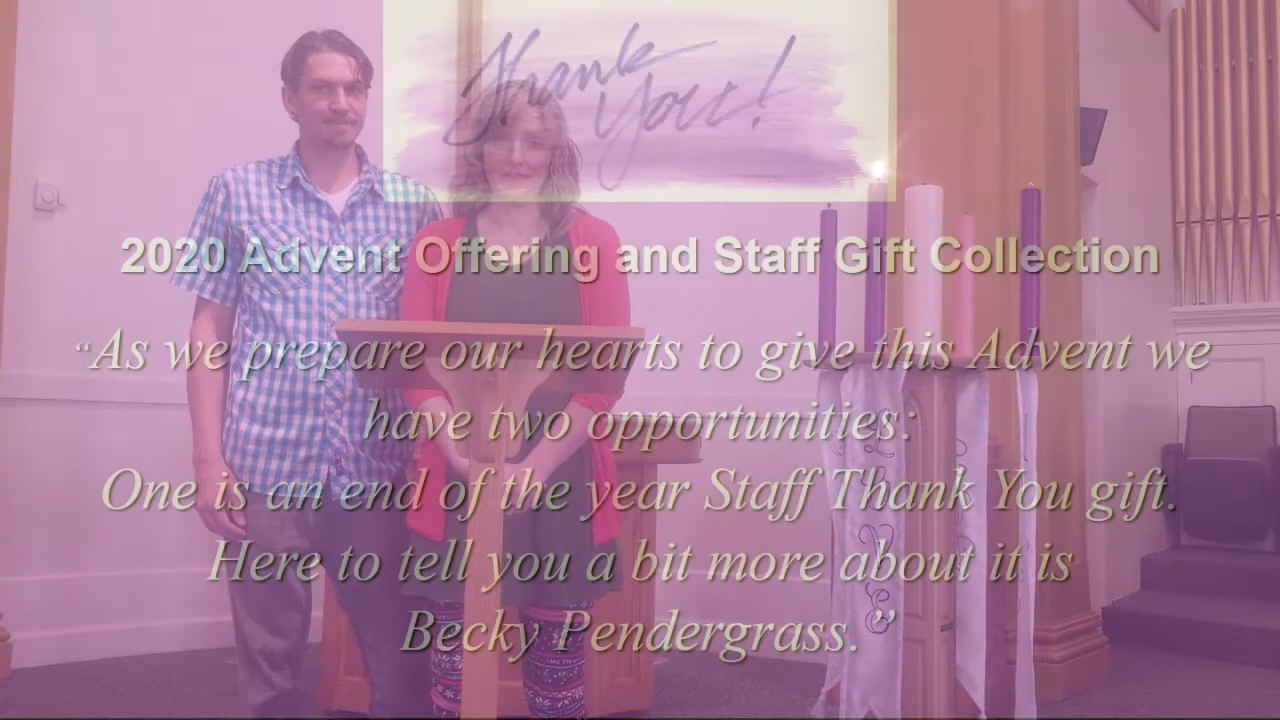 Thank
You!
2020 Advent Offering and Staff Gift Collection
“As we prepare our hearts to give this Advent we
have two opportunities:
One is an end of the year Staff Thank You gift.
Here to tell you a bit more about it is
Becky Pendergrass.”